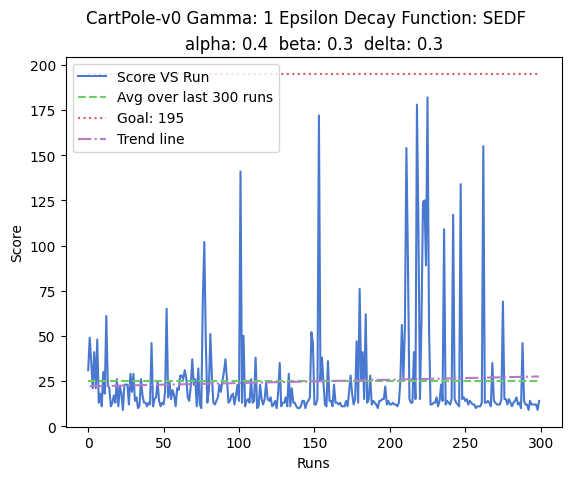 CartPole-v0 Gamma: 1 Epsilon Decay Function: SEDF
alpha: 0.4 beta: 0.3 delta: 0.3
Score VS Run
Avg over last 300 runs
Goal: 195
Trend line
200
175
150
125
100
75
50
25
0
Score
0
50
100
150
200
250
300
Runs